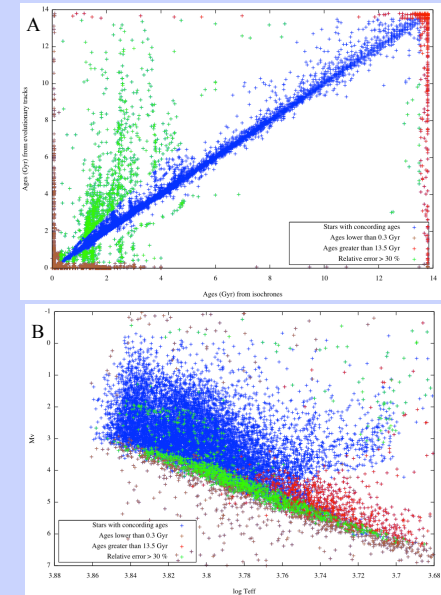 A
14
12
10
8
6
4
2
0
Ages (Gyr) from evolutionary tracks
Stars with concording ages
Ages lower than 0.3 Gyr
Ages greater than 13.5 Gyr
Relative error > 30 %
0 2 4 6 8 10 12 14
Ages (Gyr) from isochrones
B
-1
0
1
2
3
4
5
6
7
Mv
Stars with concording ages
Ages lower than 0.3 Gyr
Ages greater than 13.5 Gyr
Relative error > 30 %
3.88 3.86 3.84 3.82 3.8 3.78 3.76 3.74 3.72 3.7 3.68
log Teff